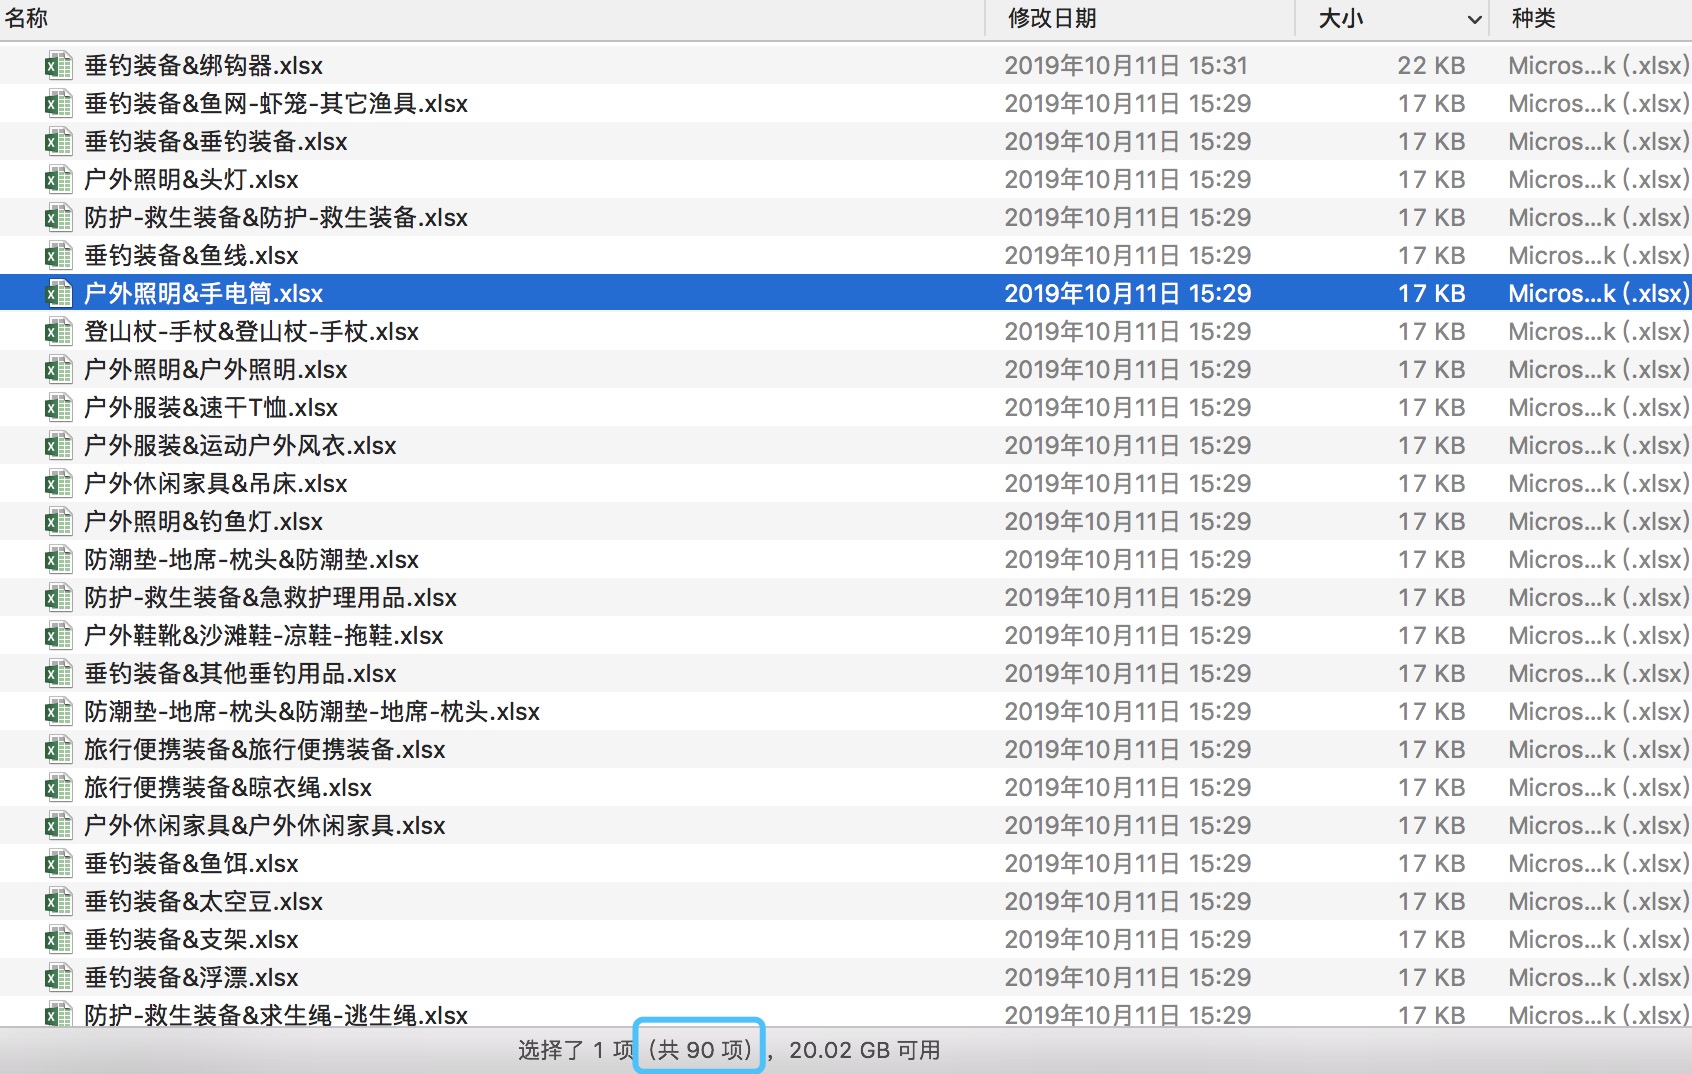 名称 修改日期 大小 种类
垂钓装备&绑钩器.xlsx 2019年10月11日 15:31 22 KB Micros...k (.xlsx)
垂钓装备&鱼网-虾笼-其它渔具.xlsx 2019年10月11日 15:29 17 KB Micros...k (.xlsx)
垂钓装备&垂钓装备.xlsx 2019年10月11日 15:29 17 KB Micros...k (.xlsx)
户外照明&头灯.xlsx 2019年10月11日 15:29 17 KB Micros...k (.xlsx)
防护-救生装备&防护-救生装备.xlsx 2019年10月11日 15:29 17 KB Micros...k (.xlsx)
垂钓装备&鱼线.xlsx 2019年10月11日 15:29 17 KB Micros...k (.xlsx)
户外照明&手电筒.xlsx 2019年10月11日 15:29 17 KB Micros...k (.xlsx)
登山杖-手杖&登山杖-手杖.xlsx 2019年10月11日 15:29 17 KB Micros...k (.xlsx)
户外照明&户外照明.xlsx 2019年10月11日 15:29 17 KB Micros...k (.xlsx)
户外服装&速干T恤.xlsx 2019年10月11日 15:29 17 KB Micros...k (.xlsx)
户外服装&运动户外风衣.xlsx 2019年10月11日 15:29 17 KB Micros...k (.xlsx)
户外休闲家具&吊床.xlsx 2019年10月11日 15:29 17 KB Micros...k (.xlsx)
户外照明&钓鱼灯.xlsx 2019年10月11日 15:29 17 KB Micros...k (.xlsx)
防潮垫-地席-枕头&防潮垫.xlsx 2019年10月11日 15:29 17 KB Micros...k (.xlsx)
防护-救生装备&急救护理用品.xlsx 2019年10月11日 15:29 17 KB Micros...k (.xlsx)
户外鞋靴&沙滩鞋-凉鞋-拖鞋.xlsx 2019年10月11日 15:29 17 KB Micros...k (.xlsx)
垂钓装备&其他垂钓用品.xlsx 2019年10月11日 15:29 17 KB Micros...k (.xlsx)
防潮垫-地席-枕头&防潮垫-地席-枕头.xlsx 2019年10月11日 15:29 17 KB Micros...k (.xlsx)
旅行便携装备&旅行便携装备.xlsx 2019年10月11日 15:29 17 KB Micros...k (.xlsx)
旅行便携装备&晾衣绳.xlsx 2019年10月11日 15:29 17 KB Micros...k (.xlsx)
户外休闲家具&户外休闲家具.xlsx 2019年10月11日 15:29 17 KB Micros...k (.xlsx)
垂钓装备&鱼饵.xlsx 2019年10月11日 15:29 17 KB Micros...k (.xlsx)
垂钓装备&太空豆.xlsx 2019年10月11日 15:29 17 KB Micros...k (.xlsx)
垂钓装备&支架.xlsx 2019年10月11日 15:29 17 KB Micros...k (.xlsx)
垂钓装备&浮漂.xlsx 2019年10月11日 15:29 17 KB Micros...k (.xlsx)
防护-救生装备&求生绳-逃生绳.xlsx 2019年10月11日 15:29 17 KB Micros...k (.xlsx)
选择了 1 项（共 90 项），20.02 GB 可用